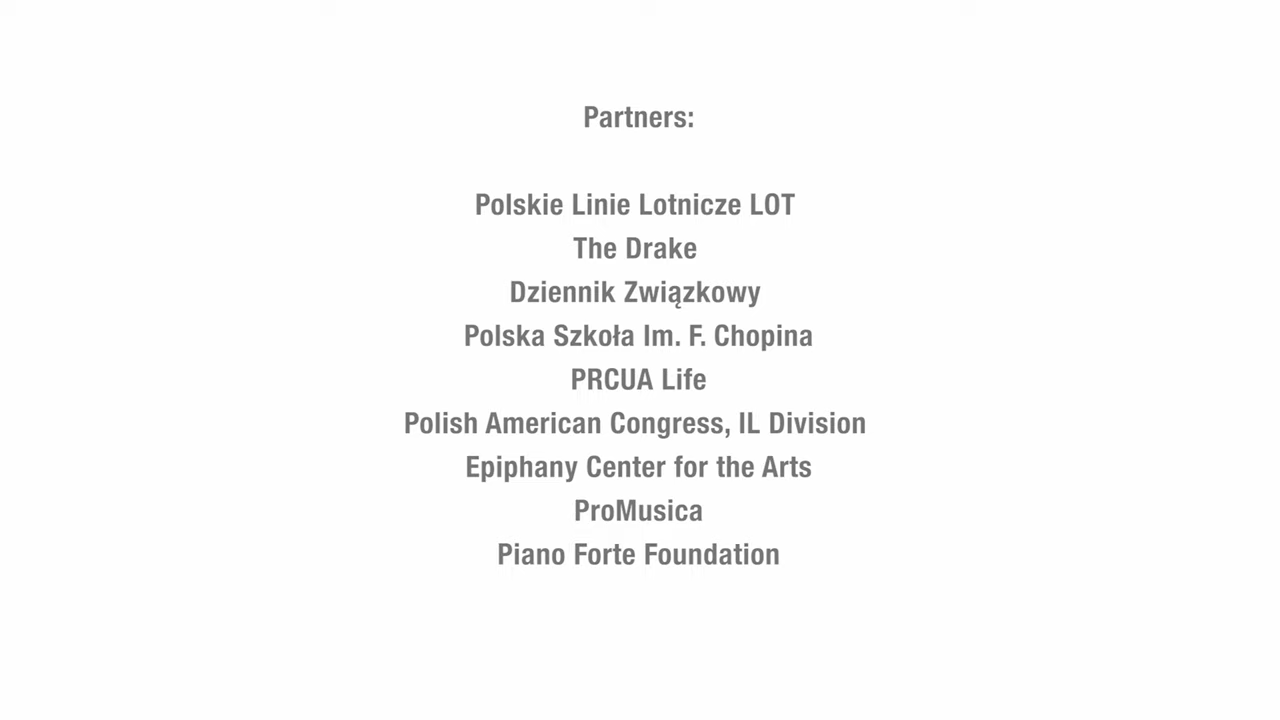 Partners:
Polskie Linie Lotnicze LOT
The Drake
Dziennik Związkowy
Polska Szkoła Im. F. Chopina
PRCUA Life
Polish American Congress, IL Division
Epiphany Center for the Arts
ProMusica
Piano Forte Foundation